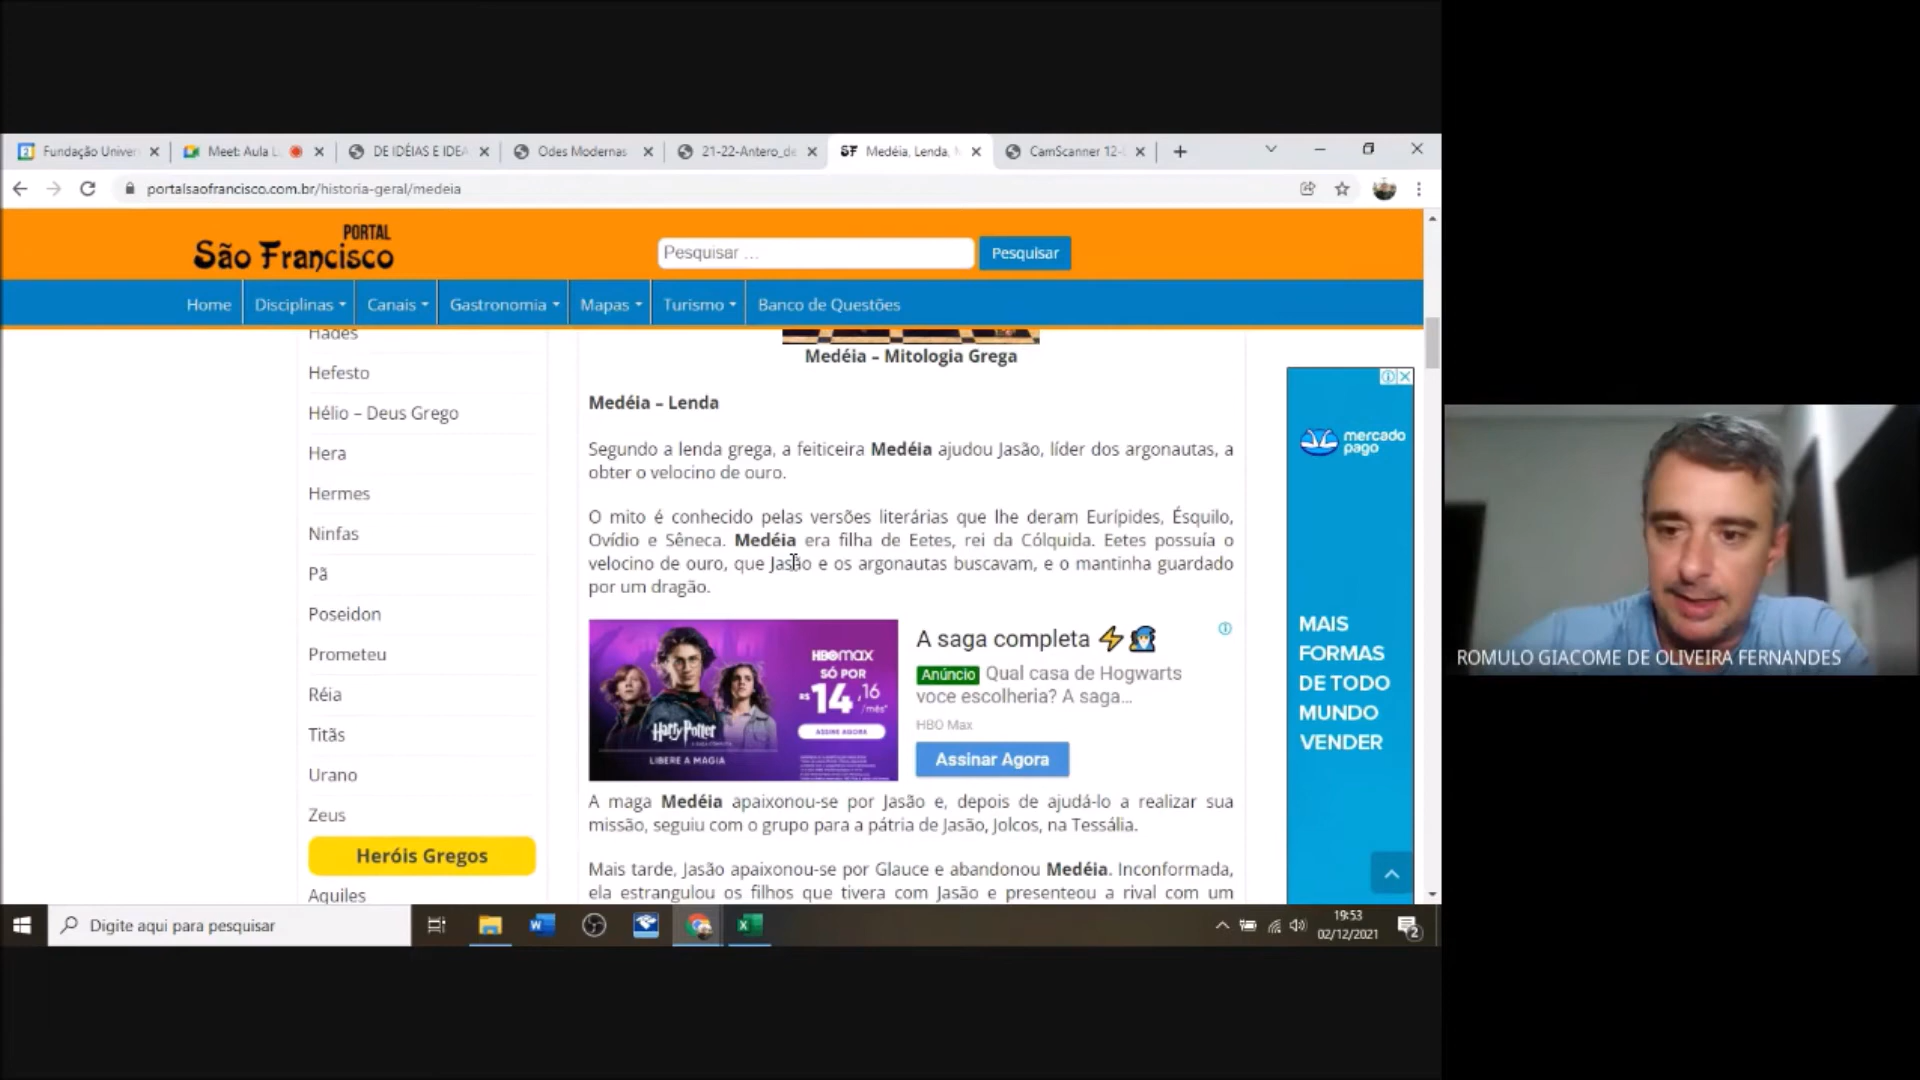 Fundação Univer
Meet: Aula L
DE IDÉIAS E IDEA
Odes Modernas
21-22-Antero_de
SF Medéia, Lenda, M
CamScanner 12-
portalsaofrancisco.com.br/historia-geral/medeia
PORTAL
São Francisco
Pesquisar ...
Pesquisar
Home
Disciplinas
Canais
Gastronomia
Mapas
Turismo
Banco de Questões
Hades
Hefesto
Hélio – Deus Grego
Hera
Hermes
Ninfas
Pã
Poseidon
Prometeu
Réia
Titãs
Urano
Zeus
Heróis Gregos
Aquiles
Medéia – Mitologia Grega
Medéia – Lenda
Segundo a lenda grega, a feiticeira Medéia ajudou Jasão, líder dos argonautas, a
obter o velocino de ouro.
O mito é conhecido pelas versões literárias que lhe deram Eurípides, Ésquilo,
Ovídio e Sêneca. Medéia era filha de Eetes, rei da Cólquida. Eetes possuía o
velocino de ouro, que Jasão e os argonautas buscavam, e o mantinha guardado
por um dragão.
HBOMAX
SÓ POR
R$ 14,16
/mês*
ASSINE AGORA
Harry Potter
LIBERE A MAGIA
A saga completa
Anúncio Qual casa de Hogwarts
voce escolheria? A saga...
HBO Max
Assinar Agora
A maga Medéia apaixonou-se por Jasão e, depois de ajudá-lo a realizar sua
missão, seguiu com o grupo para a pátria de Jasão, Jolcos, na Tessália.
Mais tarde, Jasão apaixonou-se por Glauce e abandonou Medéia. Inconformada,
ela estrangulou os filhos que tivera com Jasão e presenteou a rival com um
mercado
pago
MAIS
FORMAS
DE TODO
MUNDO
VENDER
Digite aqui para pesquisar
19:53
02/12/2021
2
ROMULO GIACOME DE OLIVEIRA FERNANDES